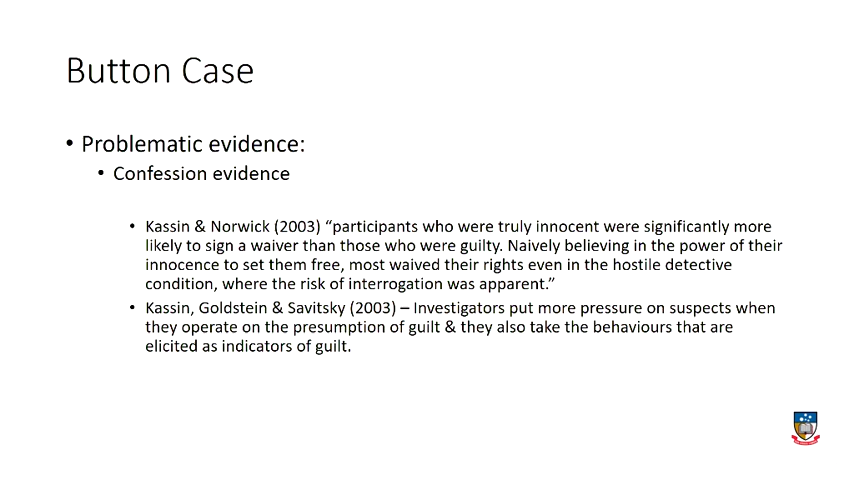 Button Case
• Problematic evidence:
• Confession evidence
• Kassin & Norwick (2003) “participants who were truly innocent were significantly more
likely to sign a waiver than those who were guilty. Naively believing in the power of their
innocence to set them free, most waived their rights even in the hostile detective
condition, where the risk of interrogation was apparent.”
• Kassin, Goldstein & Savitsky (2003) – Investigators put more pressure on suspects when
they operate on the presumption of guilt & they also take the behaviours that are
elicited as indicators of guilt.